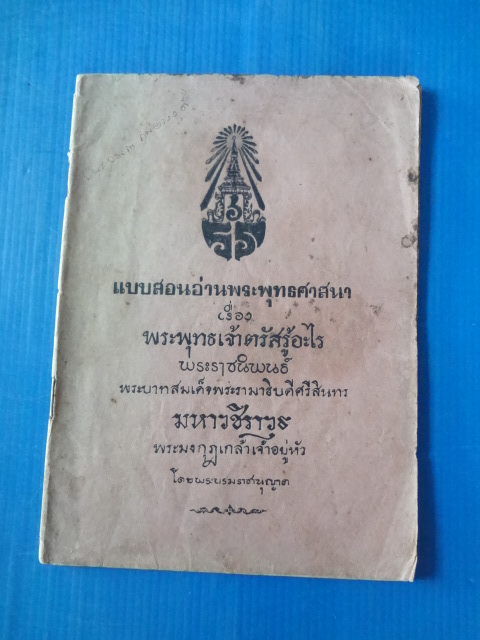 แบบสอนอ่านพระพุทธศาสนา
เรื่อง
พระพุทธเจ้าตรัสรู้อะไร
พระราชนิพนธ์
พระบาทสมเด็จพระรามาธิบดีศรีสินทร
มหาวชิราวุธ
พระมงกุฎเกล้าเจ้าอยู่หัว
โดยพระบรมราชานุญาต